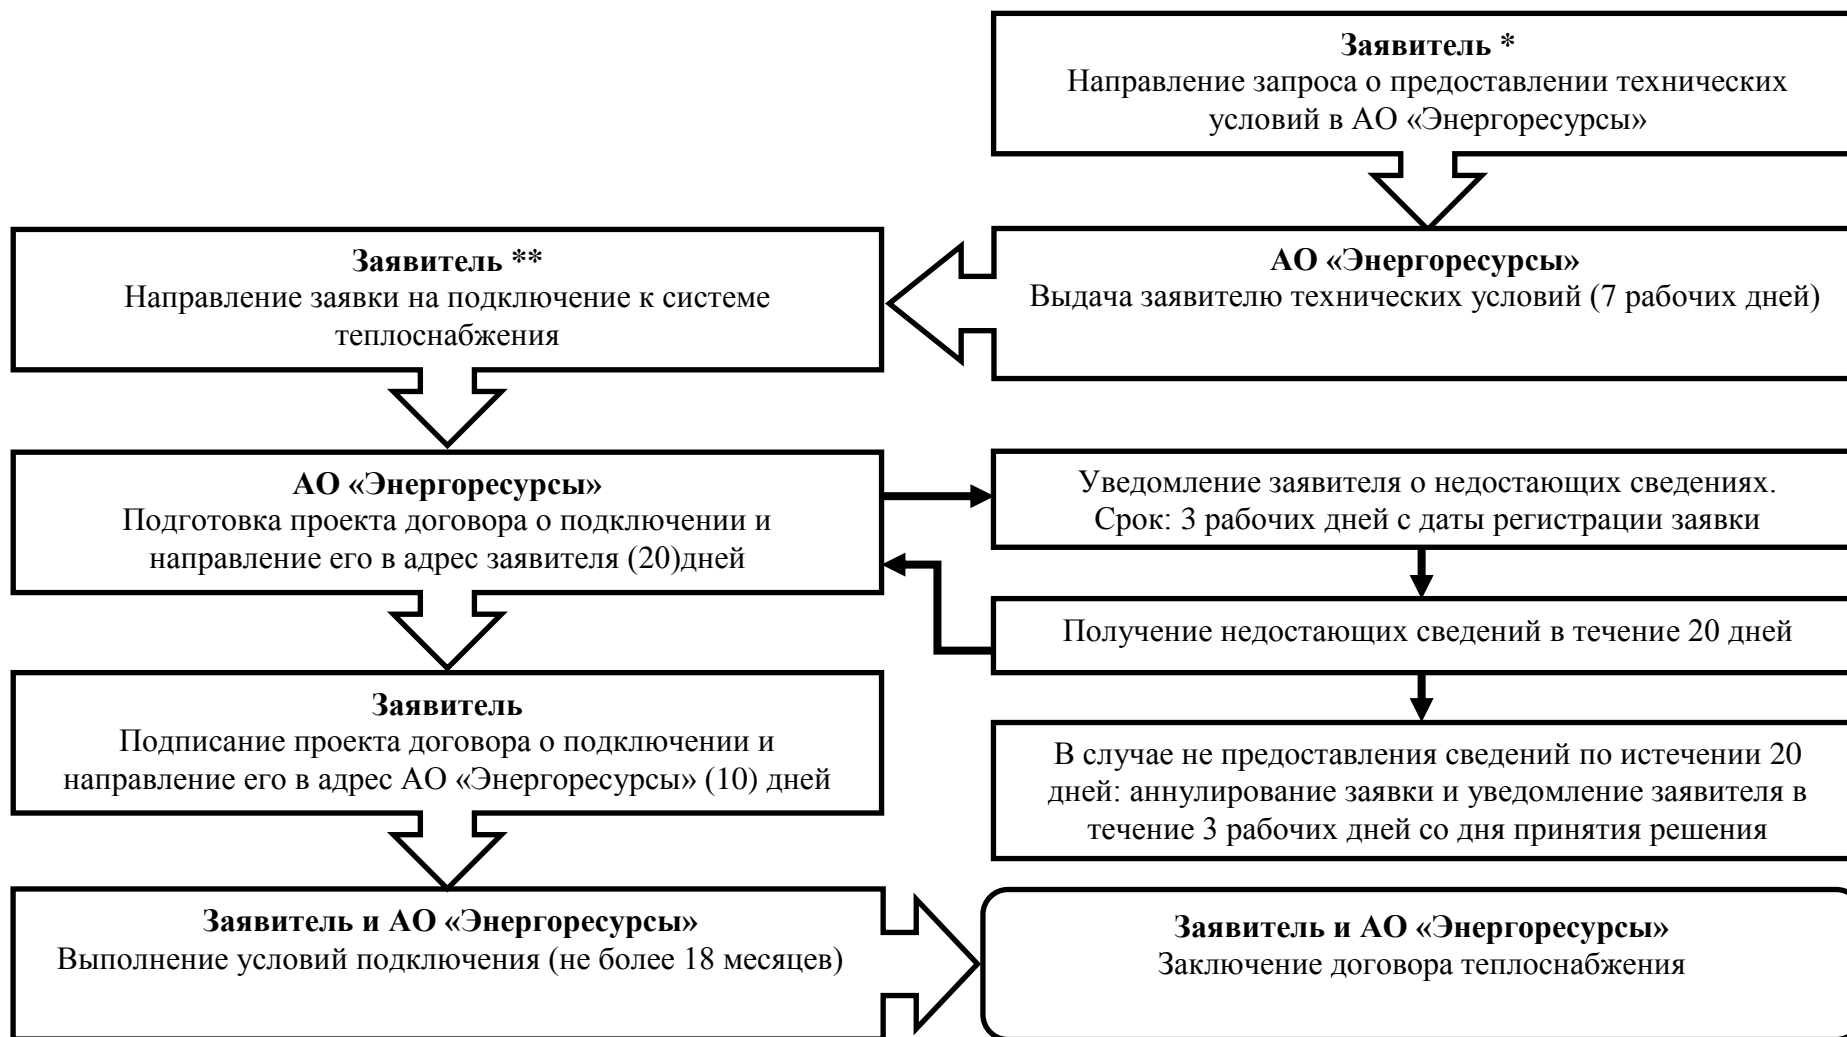 Заявитель *
Направление запроса о предоставлении технических
условий в АО «Энергоресурсы»
АО «Энергоресурсы»
Выдача заявителю технических условий (7 рабочих дней)
Заявитель **
Направление заявки на подключение к системе
теплоснабжения
АО «Энергоресурсы»
Подготовка проекта договора о подключении и
направление его в адрес заявителя (20)дней
Уведомление заявителя о недостающих сведениях.
Срок: 3 рабочих дней с даты регистрации заявки
Получение недостающих сведений в течение 20 дней
В случае не предоставления сведений по истечении 20
дней: аннулирование заявки и уведомление заявителя в
течение 3 рабочих дней со дня принятия решения
Заявитель
Подписание проекта договора о подключении и
направление его в адрес АО «Энергоресурсы» (10) дней
Заявитель и АО «Энергоресурсы»
Выполнение условий подключения (не более 18 месяцев)
Заявитель и АО «Энергоресурсы»
Заключение договора теплоснабжения